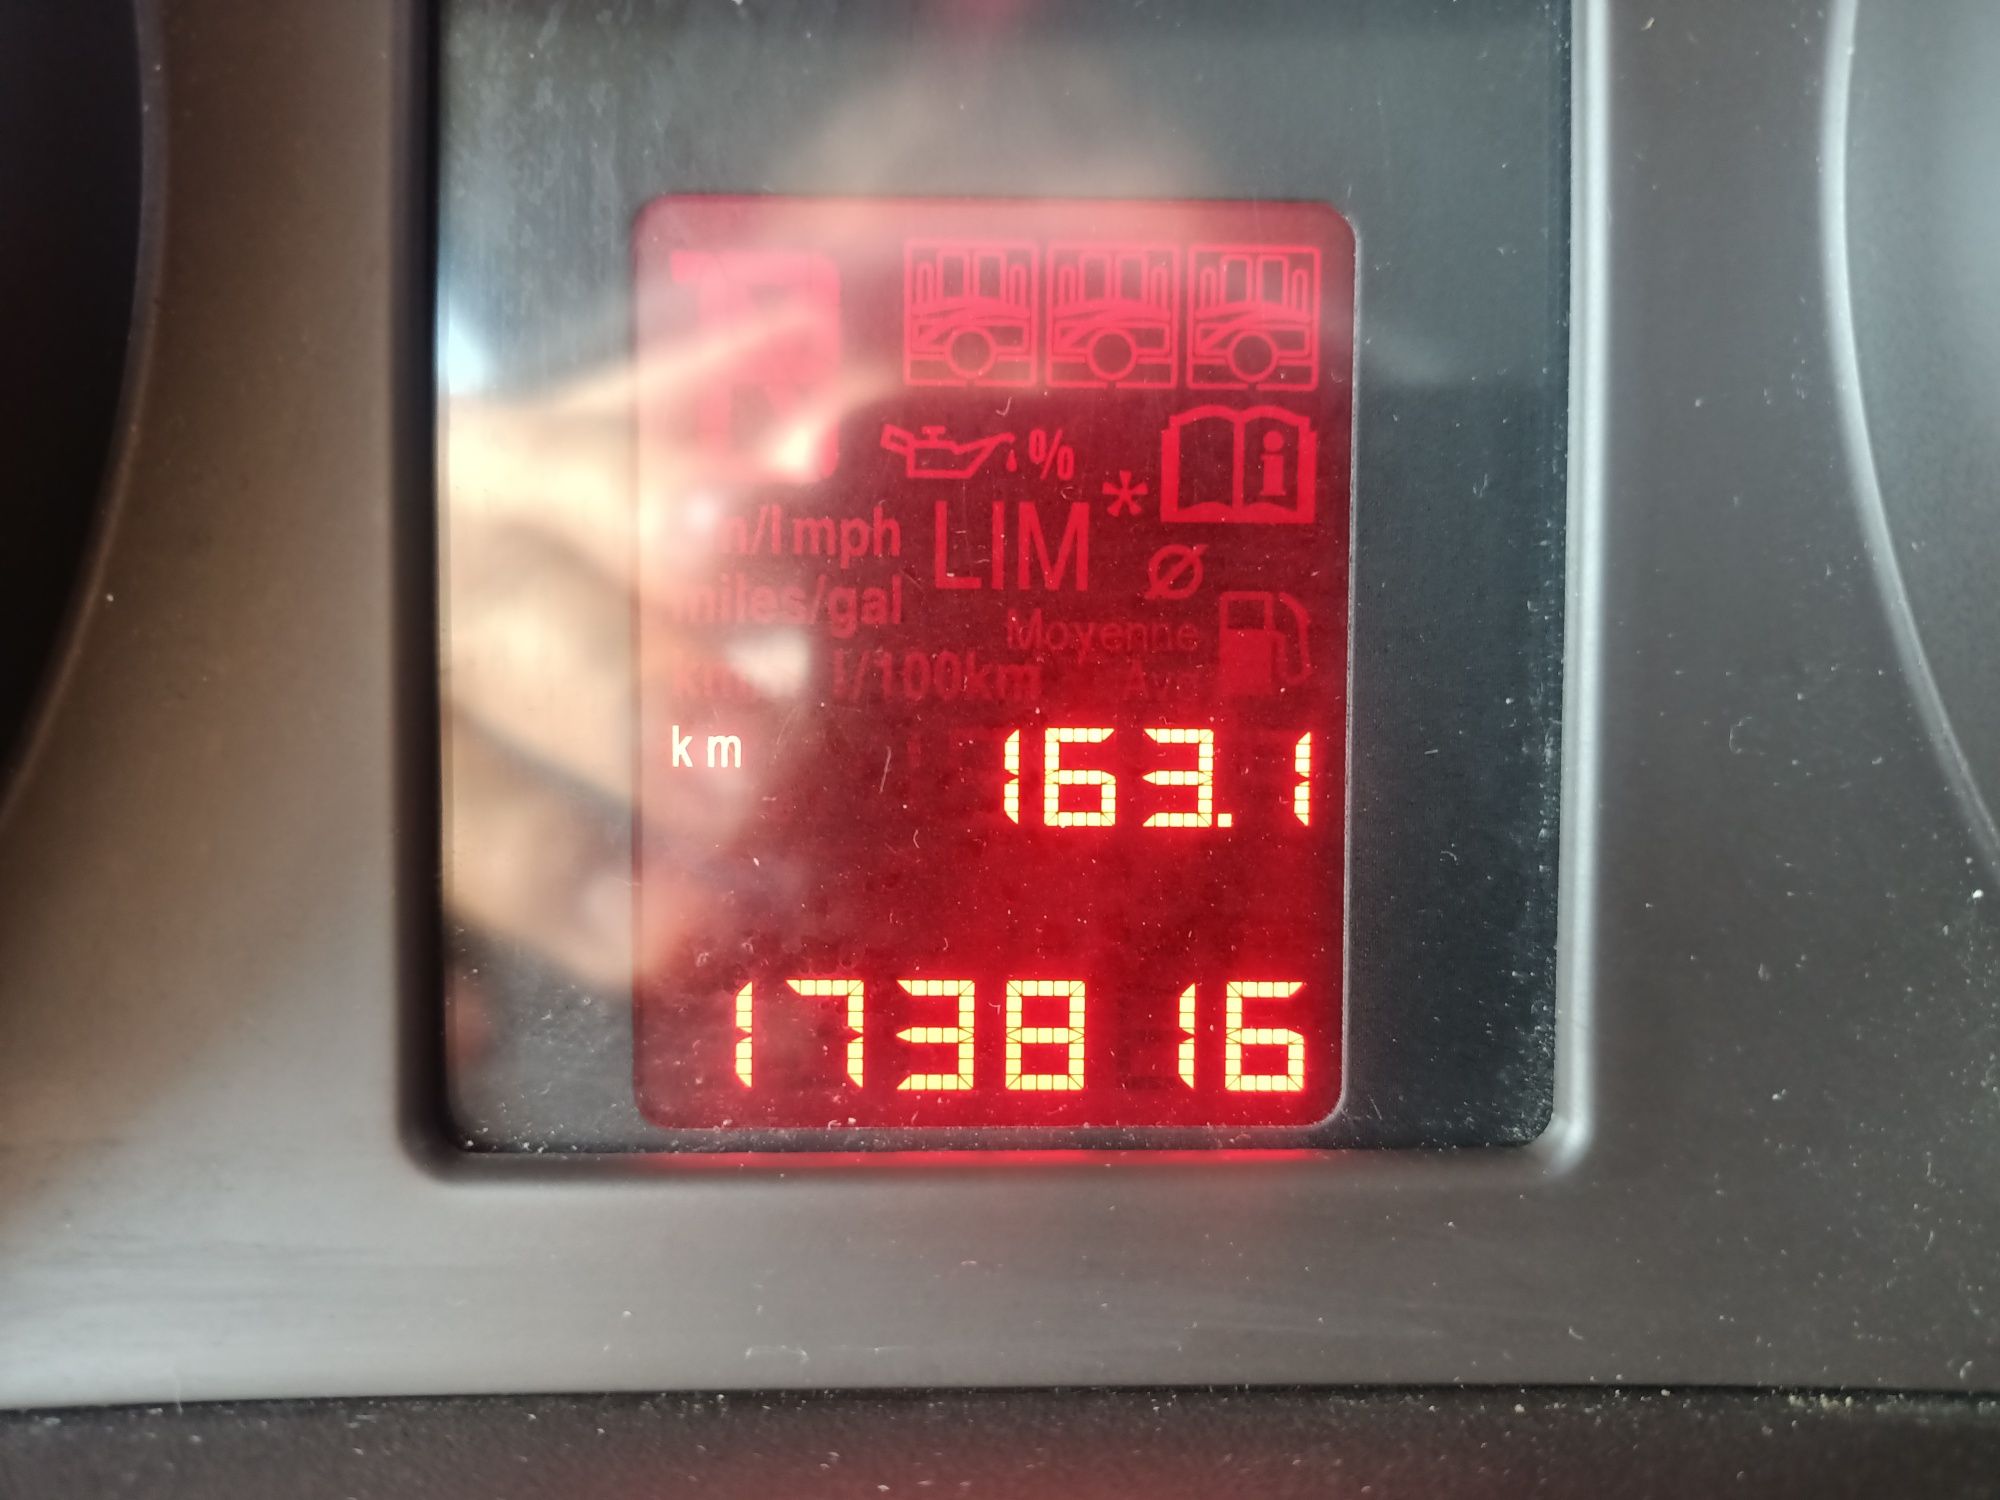 %
LIM *
mph
miles/gal
Moyenne
l/100km
km 163.1
173816